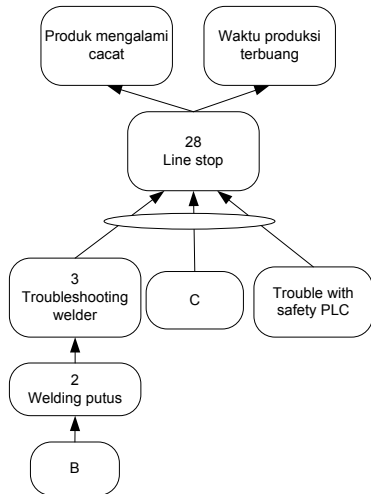 Produk mengalami
cacat
Waktu produksi
terbuang
28
Line stop
3
Troubleshooting
welder
C
Trouble with
safety PLC
2
Welding putus
B